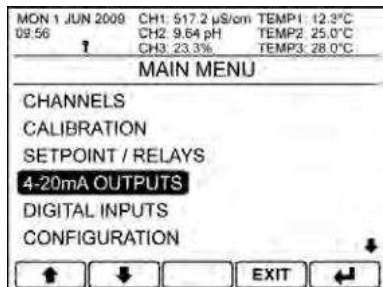 MON 1 JUN 2009 CH1: 517.2 µS/cm TEMP1: 12.3°C
09:56 CH2: 9.64 pH TEMP2: 25.0°C
CH3: 23.3% TEMP3: 28.0°C
MAIN MENU
CHANNELS
CALIBRATION
SETPOINT / RELAYS
4-20mA OUTPUTS
DIGITAL INPUTS
CONFIGURATION
EXIT